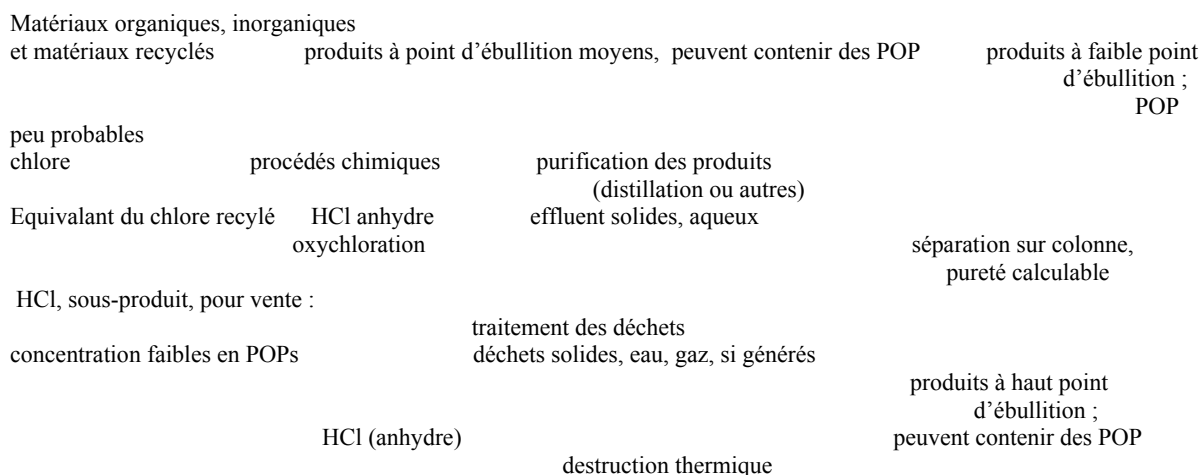 Matériaux organiques, inorganiques
et matériaux recyclés produits à point d’ébullition moyens, peuvent contenir des POP produits à faible point
d’ébullition ;
POP
peu probables
chlore procédés chimiques purification des produits
(distillation ou autres)
Equivalant du chlore recylé HCl anhydre effluent solides, aqueux
oxychloration séparation sur colonne,
pureté calculable
HCl, sous-produit, pour vente :
traitement des déchets
concentration faibles en POPs déchets solides, eau, gaz, si générés
produits à haut point
d’ébullition ;
HCl (anhydre) peuvent contenir des POP
destruction thermique